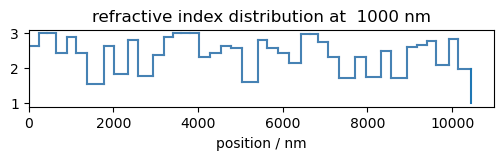 refractive index distribution at  1000 nm
3
2
1
0 2000 4000 6000 8000 10000
position / nm